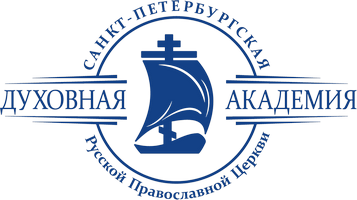 САНКТ-ПЕТЕРБУРГСКАЯ
ДУХОВНАЯ АКАДЕМИЯ
Русской Православной Церкви